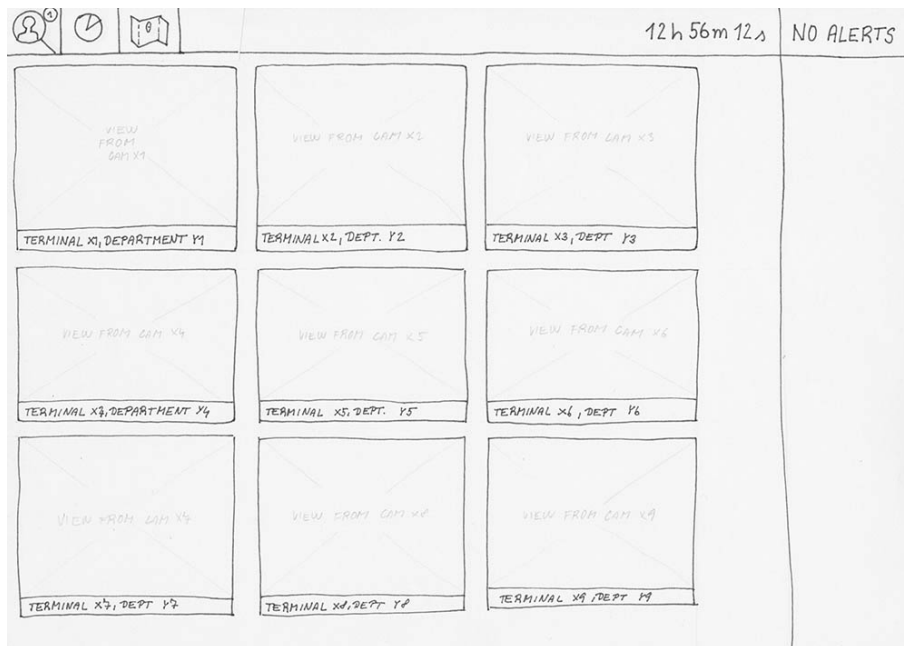 1
12h 56m 12s
NO ALERTS
VIEW
FROM
CAM X1
VIEW FROM CAM X2
VIEW FROM CAM X3
TERMINAL X1, DEPARTMENT Y1
TERMINAL X2, DEPT. Y2
TERMINAL X3, DEPT Y3
VIEW FROM CAM X4
VIEW FROM CAM X5
VIEW FROM CAM X6
DEPARTMENT Y4
TERMINAL X5, DEPT. Y5
TERMINAL X6, DEPT Y6
VIEW FROM CAM X7
VIEW FROM CAM X8
VIEW FROM CAM X9
TERMINAL X7, DEPT Y7
TERMINAL X8, DEPT Y8
TERMINAL X9, DEPT Y9